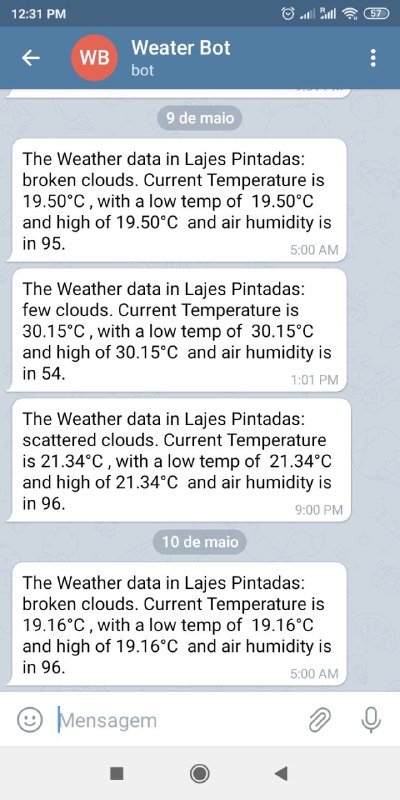 12:31 PM
R
57
WB
Weater Bot
bot
9 de maio
The Weather data in Lajes Pintadas:
broken clouds. Current Temperature is
19.50°C , with a low temp of  19.50°C
and high of 19.50°C  and air humidity is
in 95.
5:00 AM
The Weather data in Lajes Pintadas:
few clouds. Current Temperature is
30.15°C , with a low temp of  30.15°C
and high of 30.15°C  and air humidity is
in 54.
1:01 PM
The Weather data in Lajes Pintadas:
scattered clouds. Current Temperature
is 21.34°C , with a low temp of  21.34°C
and high of 21.34°C  and air humidity is
in 96.
9:00 PM
10 de maio
The Weather data in Lajes Pintadas:
broken clouds. Current Temperature is
19.16°C , with a low temp of  19.16°C
and high of 19.16°C  and air humidity is
in 96.
5:00 AM
Mensagem